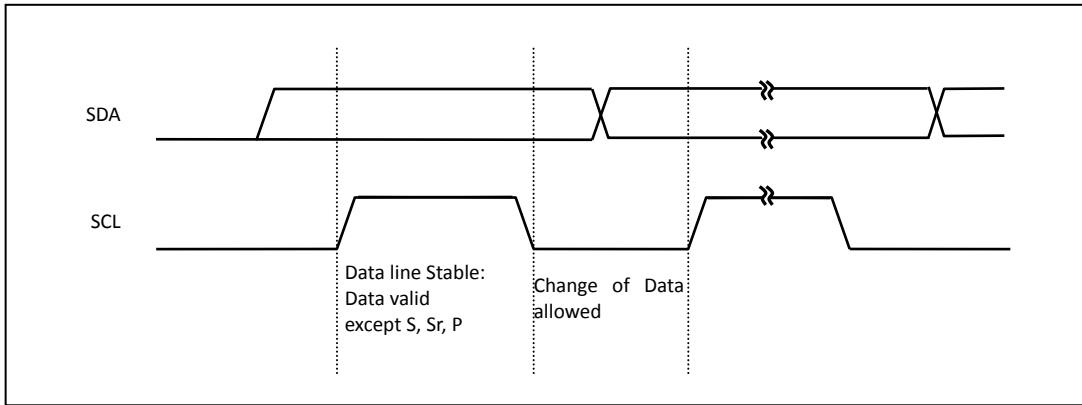 SDA
SCL
Data line Stable:
Data valid
except S, Sr, P
Change of Data
allowed